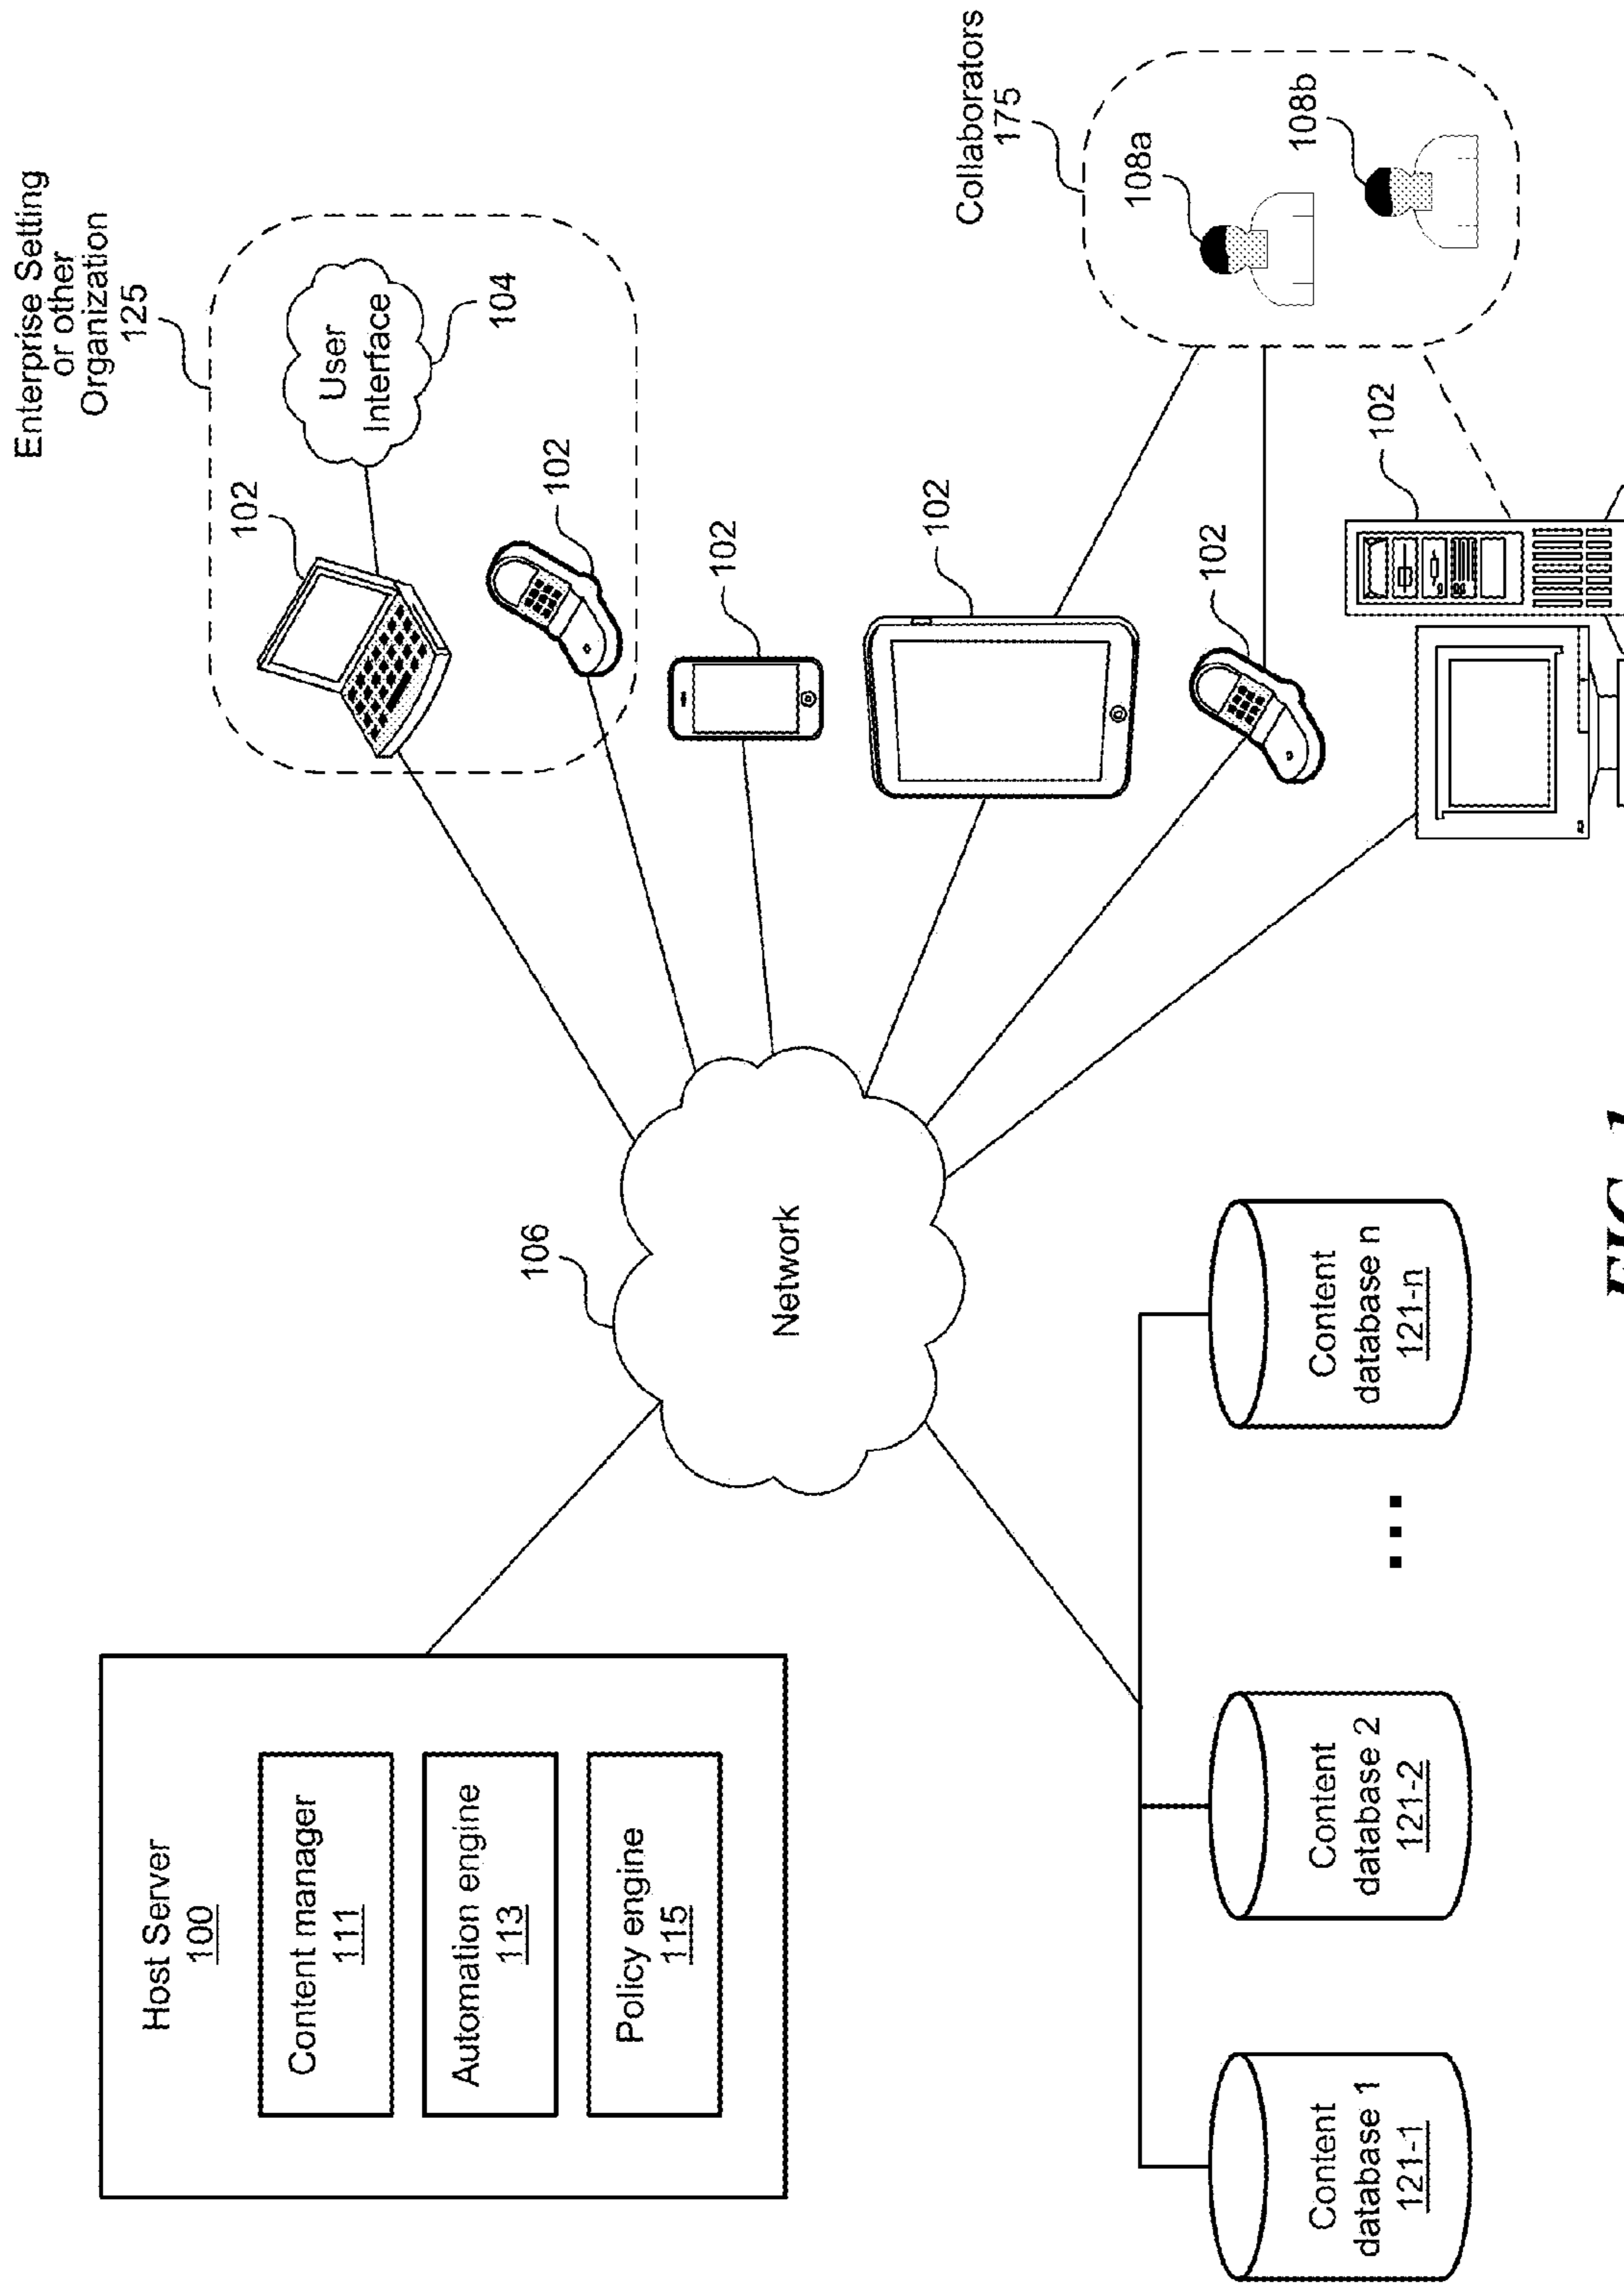 Host Server
100
Content manager
111
Automation engine
113
Policy engine
115
Enterprise Setting
or other
Organization
125
User
Interface
104
102
102
102
102
102
102
106
Network
Collaborators
175
108a
108b
Content
database 1
121-1
Content
database 2
121-2
...
Content
database n
121-n